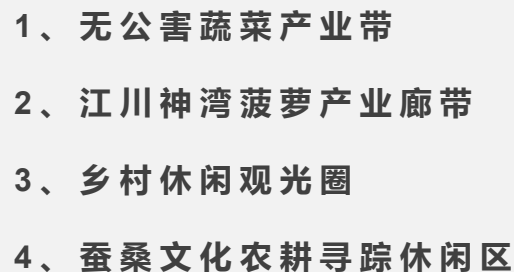 1、无公害蔬菜产业带
2、江川神湾菠萝产业廊带
3、乡村休闲观光圈
4、蚕桑文化农耕寻踪休闲区